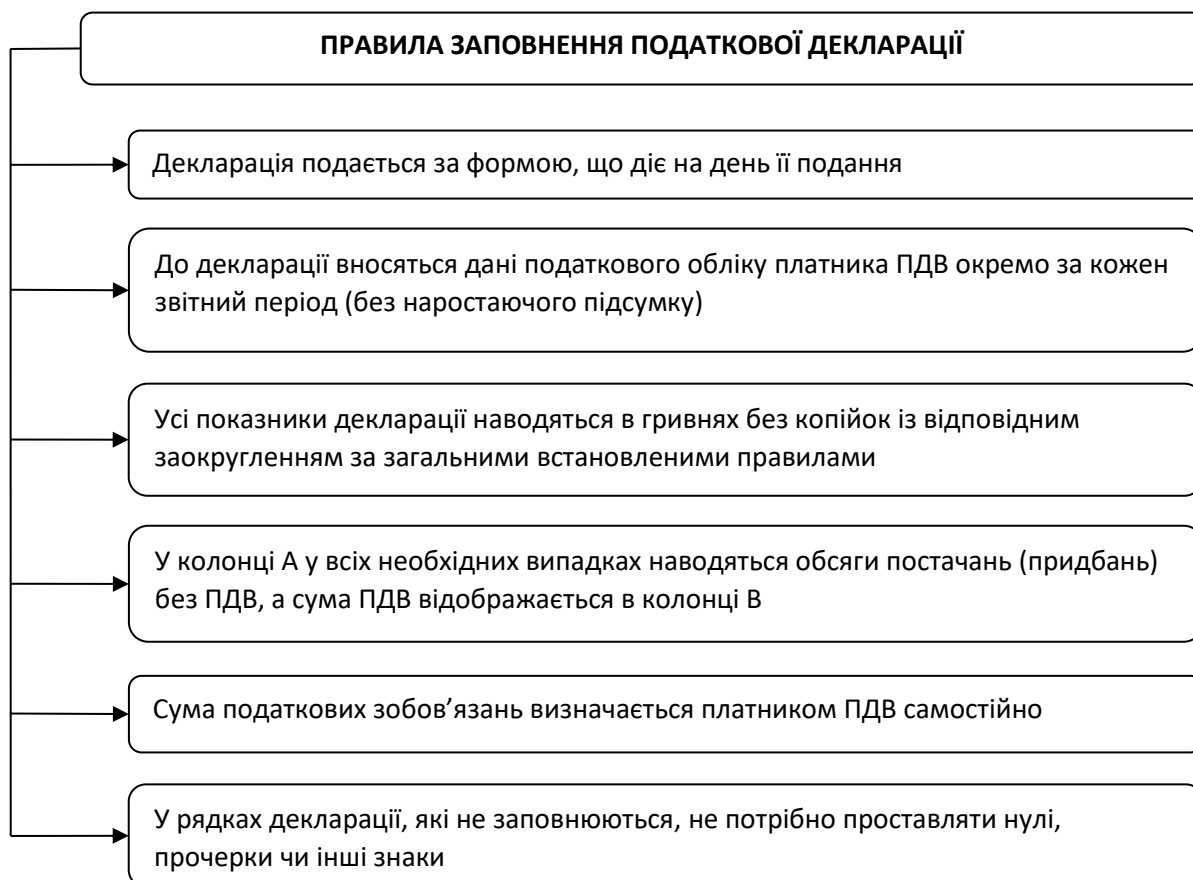 ПРАВИЛА ЗАПОВНЕННЯ ПОДАТКОВОЇ ДЕКЛАРАЦІЇ
Декларація подається за формою, що діє на день її подання
До декларації вносяться дані податкового обліку платника ПДВ окремо за кожен
звітний період (без наростаючого підсумку)
Усі показники декларації наводяться в гривнях без копійок із відповідним
заокругленням за загальними встановленими правилами
У колонці А у всіх необхідних випадках наводяться обсяги постачань (придбань)
без ПДВ, а сума ПДВ відображається в колонці В
Сума податкових зобов’язань визначається платником ПДВ самостійно
У рядках декларації, які не заповнюються, не потрібно проставляти нулі,
прочерки чи інші знаки